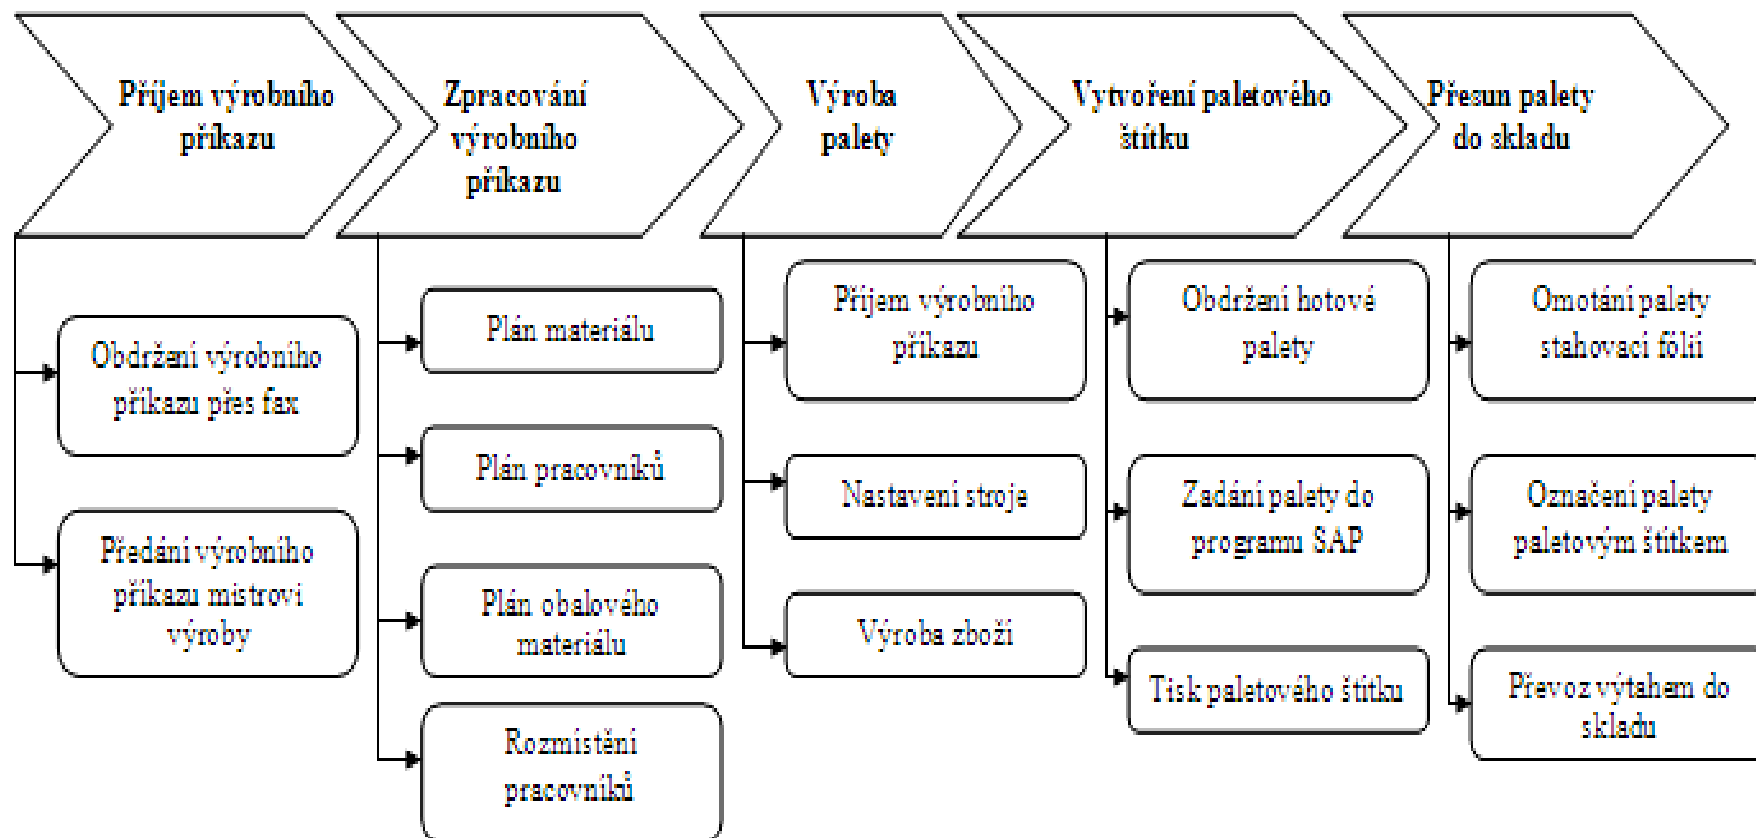 Příjem výrobního
příkazu
Zpracování
výrobního
příkazu
Výroba
palety
Vytvoření paletového
štítku
Přesun palety
do skladu
Obdržení výrobního
příkazu přes fax
Předání výrobního
příkazu mistrovi
výroby
Plán materiálu
Plán pracovníků
Plán obalového
materiálu
Rozmístění
pracovníků
Příjem výrobního
příkazu
Nastavení stroje
Výroba zboží
Obdržení hotové
palety
Zadání palety do
programu SAP
Tisk paletového štítku
Omotání palety
stahovací fólií
Označení palety
paletovým štítkem
Převoz výtahem do
skladu